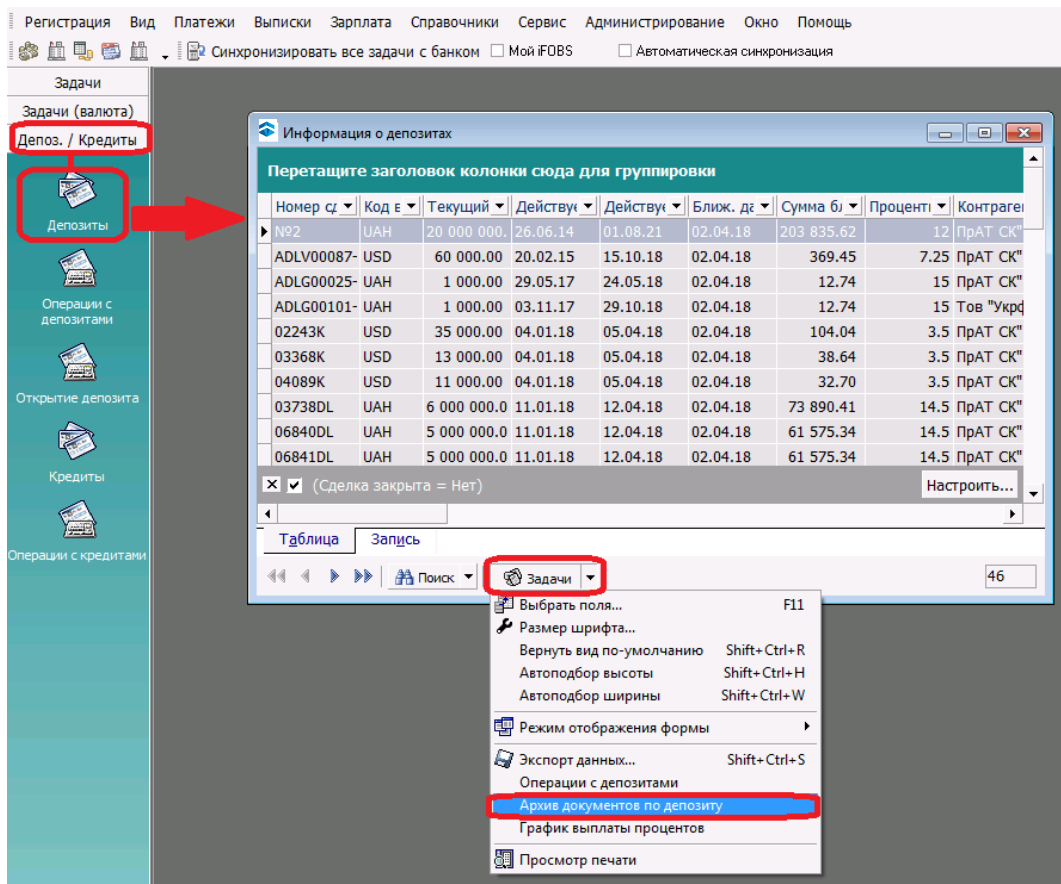 Регистрация Вид Платежи Выписки Зарплата Справочники Сервис Администрирование Окно Помощь
Синхронизировать все задачи с банком Мой iFOBS Автоматическая синхронизация
Задачи
Задачи (валюта)
Депоз. / Кредиты
Депозиты
Операции с
депозитами
Открытие депозита
Кредиты
Операции с кредитами
Информация о депозитах
Перетащите заголовок колонки сюда для группировки
Номер сд Код в Текущий Действує Действує Ближ. да Сумма бл Проценті Контраген
№2 UAH 20 000 000. 26.06.14 01.08.21 02.04.18 203 835.62 12 ПрАТ СК"
ADLV00087- USD 60 000.00 20.02.15 15.10.18 02.04.18 369.45 7.25 ПрАТ СК"
ADLG00025- UAH 1 000.00 29.05.17 24.05.18 02.04.18 12.74 15 ПрАТ СК"
ADLG00101- UAH 1 000.00 03.11.17 29.10.18 02.04.18 12.74 15 Тов "Укрф
02243K USD 35 000.00 04.01.18 05.04.18 02.04.18 104.04 3.5 ПрАТ СК"
03368K USD 13 000.00 04.01.18 05.04.18 02.04.18 38.64 3.5 ПрАТ СК"
04089K USD 11 000.00 04.01.18 05.04.18 02.04.18 32.70 3.5 ПрАТ СК"
03738DL UAH 6 000 000.0 11.01.18 12.04.18 02.04.18 73 890.41 14.5 ПрАТ СК"
06840DL UAH 5 000 000.0 11.01.18 12.04.18 02.04.18 61 575.34 14.5 ПрАТ СК"
06841DL UAH 5 000 000.0 11.01.18 12.04.18 02.04.18 61 575.34 14.5 ПрАТ СК"
(Сделка закрыта = Нет) Настроить...
Таблица Запись
Поиск Задачи 46
Выбрать поля... F11
Размер шрифта...
Вернуть вид по-умолчанию Shift+Ctrl+R
Автоподбор высоты Shift+Ctrl+H
Автоподбор ширины Shift+Ctrl+W
Режим отображения формы
Экспорт данных... Shift+Ctrl+S
Операции с депозитами
Архив документов по депозиту
График выплаты процентов
Просмотр печати